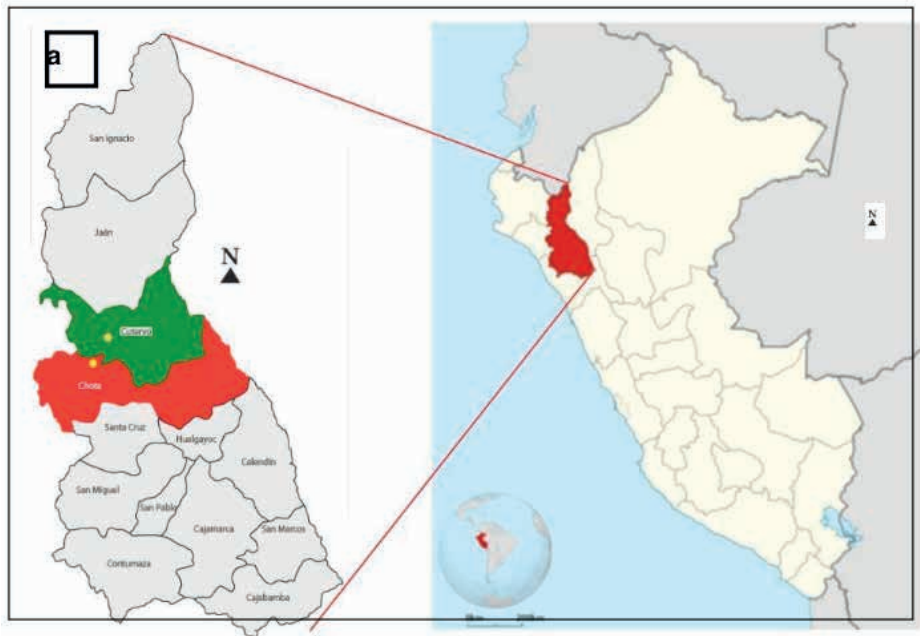 a
San ignacio
Jaén
N
Cutervo
Chota
Santa Cruz
Hualgayoc
Celendín
San Miguel
San Pablo
Cajamarca
San Marcos
Contumaza
Cajabamba
N